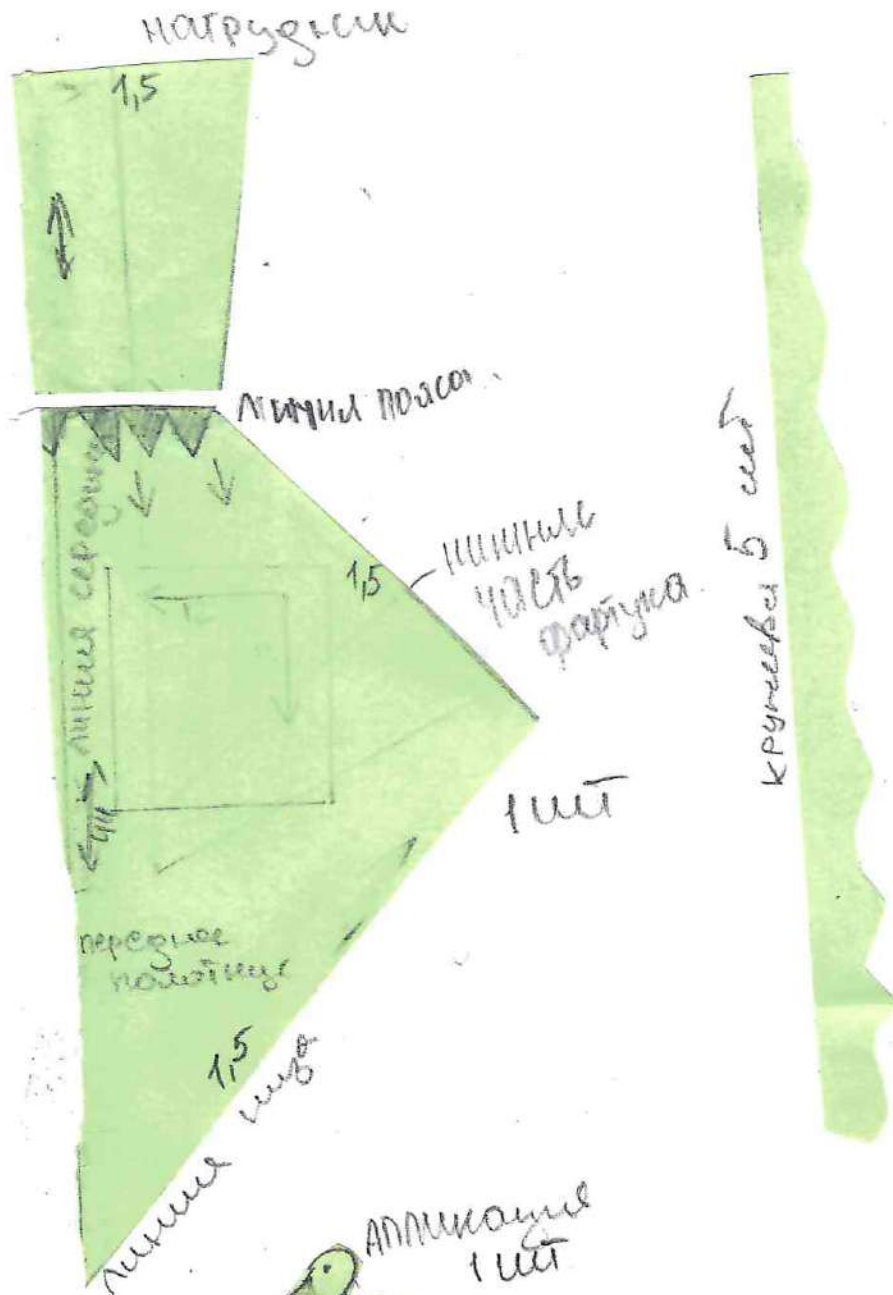 нагрудник
1,5
линия пояса
линия середины
1,5
нижняя
часть
фартука
1 шт
переднее
полотнище
1,5
линия низа
кружева 5 шт
Аппликация
1 шт